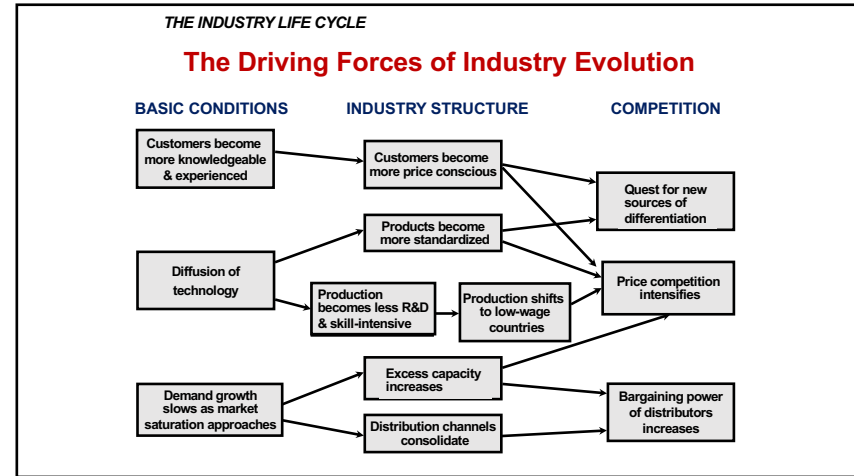 THE INDUSTRY LIFE CYCLE
The Driving Forces of Industry Evolution
BASIC CONDITIONS
INDUSTRY STRUCTURE
COMPETITION
Customers become
more knowledgeable
& experienced
Customers become
more price conscious
Quest for new
sources of
differentiation
Products become
more standardized
Diffusion of
technology
Production
becomes less R&D
& skill-intensive
Production shifts
to low-wage
countries
Price competition
intensifies
Demand growth
slows as market
saturation approaches
Excess capacity
increases
Distribution channels
consolidate
Bargaining power
of distributors
increases